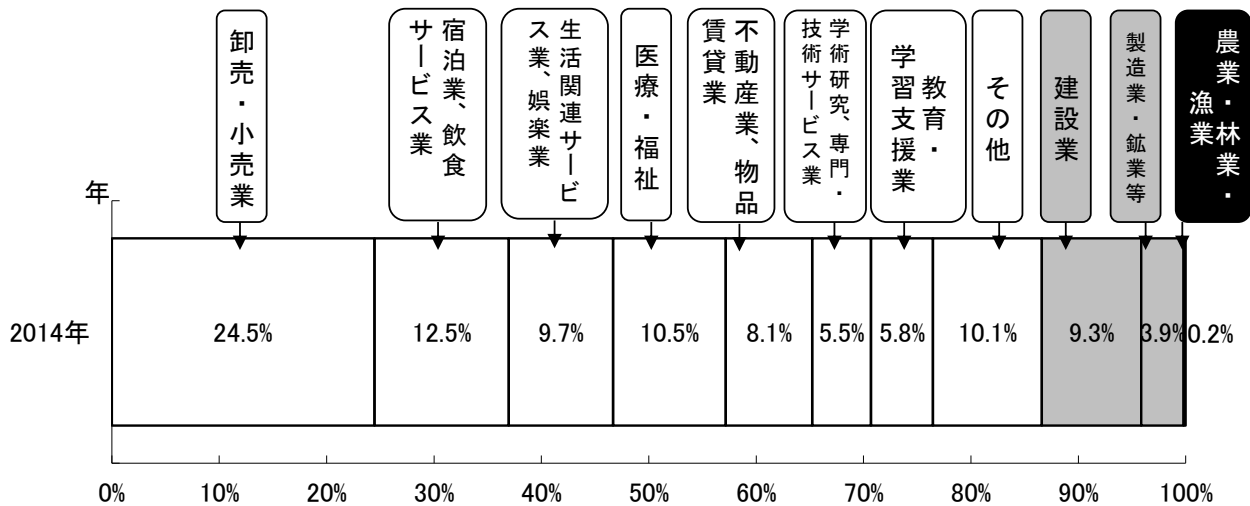 卸売・小売業
宿泊業、飲食
サービス業
生活関連サービ
ス業、娯楽業
医療・福祉
不動産業、物品
賃貸業
学術研究、専門・
技術サービス業
教育・
学習支援業
その他
建設業
製造業・鉱業等
農業・林業・
漁業
年
2014年
24.5%
12.5%
9.7%
10.5%
8.1%
5.5%
5.8%
10.1%
9.3%
3.9%
0.2%
0%
10%
20%
30%
40%
50%
60%
70%
80%
90%
100%